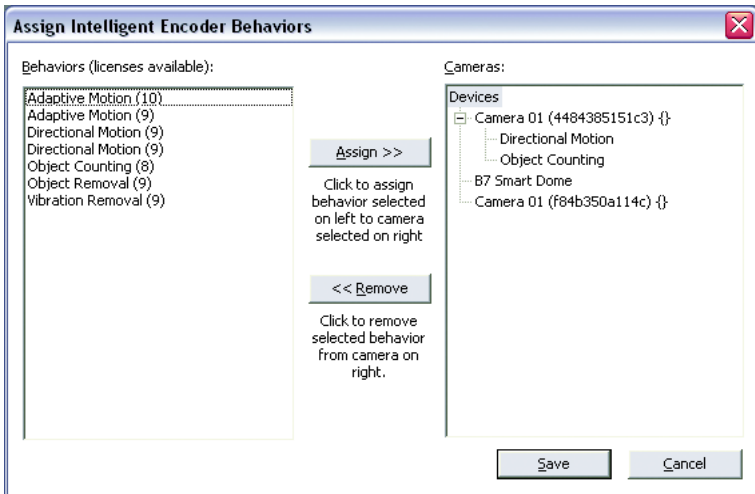 Assign Intelligent Encoder Behaviors
Behaviors (licenses available):
Adaptive Motion (10)
Adaptive Motion (9)
Directional Motion (9)
Directional Motion (9)
Object Counting (8)
Object Removal (9)
Vibration Removal (9)
Assign >>
Click to assign
behavior selected
on left to camera
selected on right
<< Remove
Click to remove
selected behavior
from camera on
right.
Cameras:
Devices
Camera 01 (4484385151c3) {}
Directional Motion
Object Counting
B7 Smart Dome
Camera 01 (f84b350a114c) {}
Save
Cancel